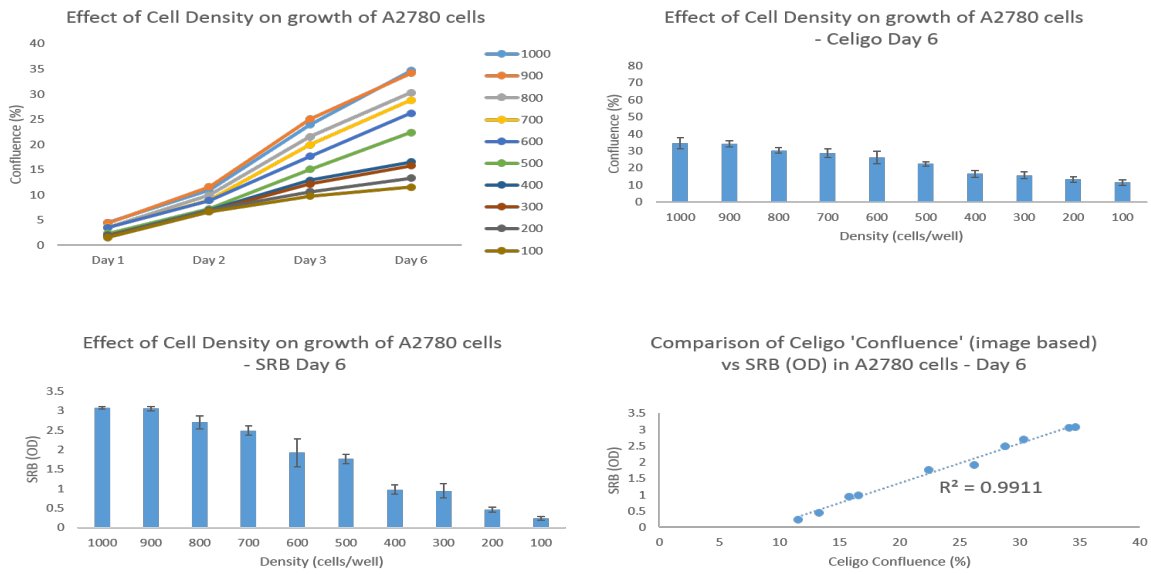 Effect of Cell Density on growth of A2780 cells
40
35
30
25
20
15
10
5
0
Confluence (%)
Day 1 Day 2 Day 3 Day 6
1000
900
800
700
600
500
400
300
200
100
Effect of Cell Density on growth of A2780 cells
- Celigo Day 6
80
70
60
50
40
30
20
10
0
Confluence (%)
1000 900 800 700 600 500 400 300 200 100
Density (cells/well)
Effect of Cell Density on growth of A2780 cells
- SRB Day 6
3.5
3
2.5
2
1.5
1
0.5
0
SRB (OD)
1000 900 800 700 600 500 400 300 200 100
Density (cells/well)
Comparison of Celigo 'Confluence' (image based)
vs SRB (OD) in A2780 cells - Day 6
3.5
3
2.5
2
1.5
1
0.5
0
SRB (OD)
R² = 0.9911
0 5 10 15 20 25 30 35 40
Celigo Confluence (%)